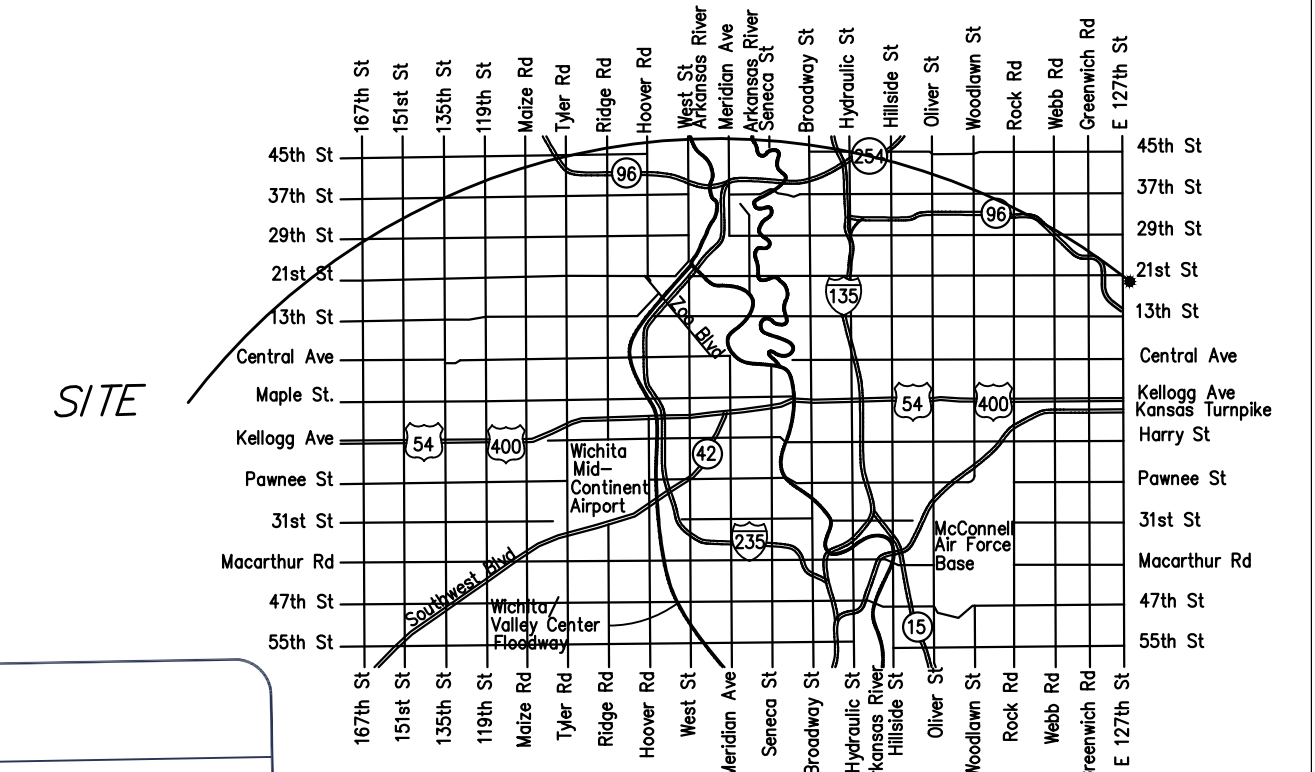 167th St
151st St
135th St
119th St
Maize Rd
Tyler Rd
Ridge Rd
Hoover Rd
West St
Arkansas River
Meridian Ave
Arkansas River
Seneca St
Broadway St
Hydraulic St
Hillside St
Oliver St
Woodlawn St
Rock Rd
Webb Rd
Greenwich Rd
E 127th St
45th St
37th St
29th St
21st St
13th St
Central Ave
Maple St.
Kellogg Ave
Pawnee St
31st St
Macarthur Rd
47th St
55th St
SITE
96
254
96
135
Zoo Blvd
54
400
54
400
42
Wichita
Mid-
Continent
Airport
235
McConnell
Air Force
Base
Southwest Blvd
Wichita/
Valley Center
Floodway
15
45th St
37th St
29th St
21st St
13th St
Central Ave
Kellogg Ave
Kansas Turnpike
Harry St
Pawnee St
31st St
Macarthur Rd
47th St
55th St
167th St
151st St
135th St
119th St
Maize Rd
Tyler Rd
Ridge Rd
Hoover Rd
West St
Meridian Ave
Seneca St
Broadway St
Hydraulic St
rkansas River
Hillside St
Oliver St
Woodlawn St
Rock Rd
Webb Rd
reenwich Rd
E 127th St